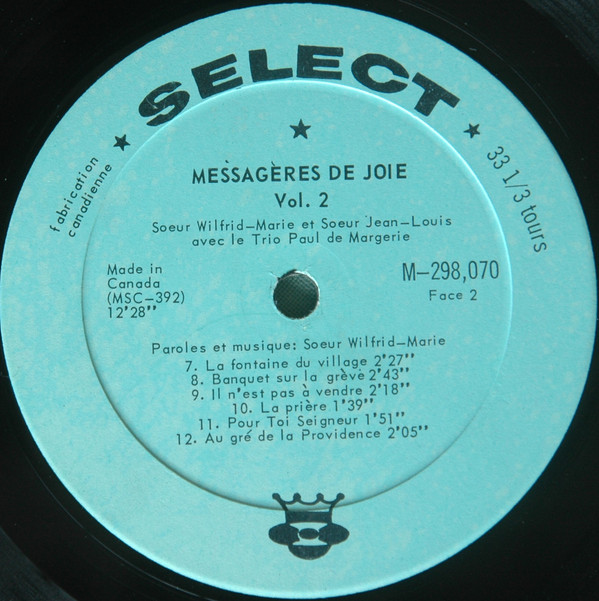 SELECT
fabrication
canadienne
33 1/3 tours
MESSAGÈRES DE JOIE
Vol. 2
Soeur Wilfrid-Marie et Soeur Jean-Louis
avec le Trio Paul de Margerie
Made in
Canada
(MSC-392)
12'28''
M-298,070
Face 2
Paroles et musique: Soeur Wilfrid-Marie
7. La fontaine du village 2'27''
8. Banquet sur la grève 2'43''
9. Il n'est pas à vendre 2'18''
10. La prière 1'39''
11. Pour Toi Seigneur 1'51''
12. Au gré de la Providence 2'05''